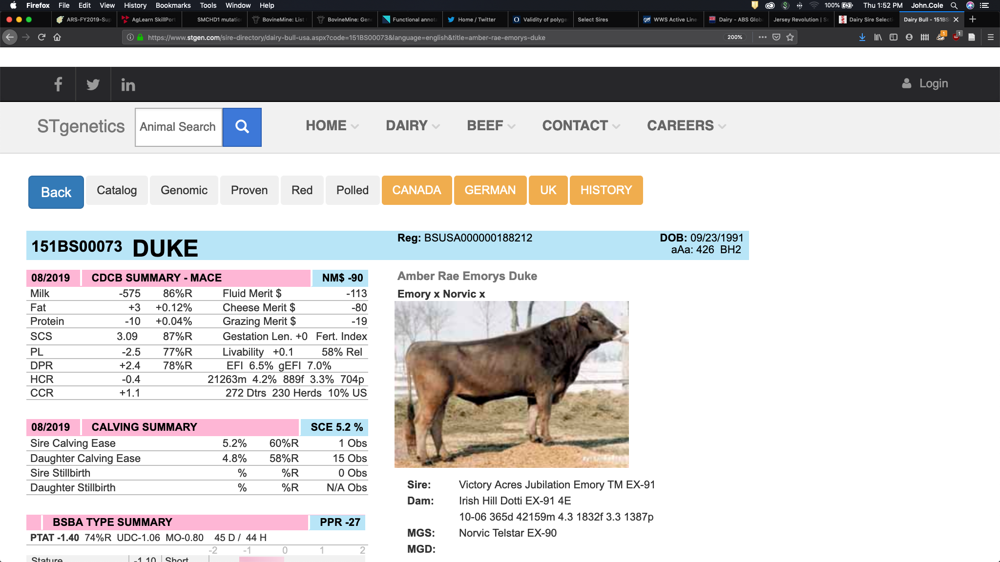 Firefox File Edit View History Bookmarks Tools Window Help 100% Thu 1:52 PM John.Cole
ARS-FY2019-Sup AgLearn SkillPort SMCHD1 mutatio BovineMine: List BovineMine: Gen Functional annota Home / Twitter Validity of polyge Select Sires WWS Active Line Dairy - ABS Glob Jersey Revolution | S Dairy Sire Selecti Dairy Bull - 151BS
https://www.stgen.com/sire-directory/dairy-bull-usa.aspx?code=151BS00073&language=english&title=amber-rae-emorys-duke 200% 1 1
Login
STgenetics Animal Search HOME DAIRY BEEF CONTACT CAREERS
Back Catalog Genomic Proven Red Polled CANADA GERMAN UK HISTORY
151BS00073 DUKE Reg: BSUSA000000188212 DOB: 09/23/1991
aAa: 426 BH2
08/2019 CDCB SUMMARY - MACE NM$ -90
Milk -575 86%R Fluid Merit $ -113
Fat +3 +0.12% Cheese Merit $ -80
Protein -10 +0.04% Grazing Merit $ -19
SCS 3.09 87%R Gestation Len. +0 Fert. Index
PL -2.5 77%R Livability +0.1 58% Rel
DPR +2.4 78%R EFI 6.5% gEFI 7.0%
HCR -0.4 21263m 4.2% 889f 3.3% 704p
CCR +1.1 272 Dtrs 230 Herds 10% US
08/2019 CALVING SUMMARY SCE 5.2 %
Sire Calving Ease 5.2% 60%R 1 Obs
Daughter Calving Ease 4.8% 58%R 15 Obs
Sire Stillbirth % %R 0 Obs
Daughter Stillbirth % %R N/A Obs
BSBA TYPE SUMMARY PPR -27
PTAT -1.40 74%R UDC-1.06 MO-0.80 45 D / 44 H
-2 -1 0 1 2
Stature -1.10 Short
Amber Rae Emorys Duke
Emory x Norvic x
Sire: Victory Acres Jubilation Emory TM EX-91
Dam: Irish Hill Dotti EX-91 4E
10-06 365d 42159m 4.3 1832f 3.3 1387p
MGS: Norvic Telstar EX-90
MGD: